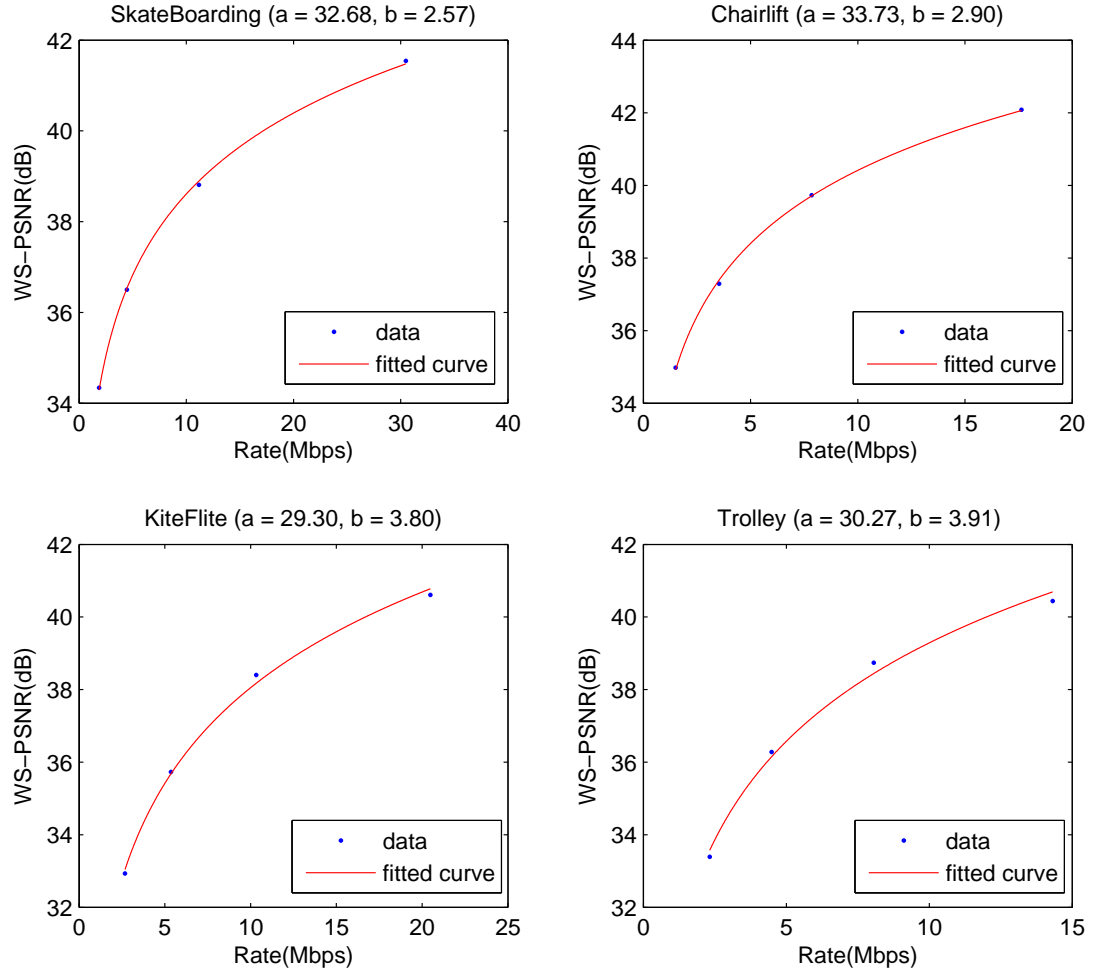 SkateBoarding (a = 32.68, b = 2.57)
42
40
38
36
34
0
10
20
30
40
WS−PSNR(dB)
Rate(Mbps)
data
fitted curve
Chairlift (a = 33.73, b = 2.90)
44
42
40
38
36
34
0
5
10
15
20
WS−PSNR(dB)
Rate(Mbps)
data
fitted curve
KiteFlite (a = 29.30, b = 3.80)
42
40
38
36
34
32
0
5
10
15
20
25
WS−PSNR(dB)
Rate(Mbps)
data
fitted curve
Trolley (a = 30.27, b = 3.91)
42
40
38
36
34
32
0
5
10
15
WS−PSNR(dB)
Rate(Mbps)
data
fitted curve